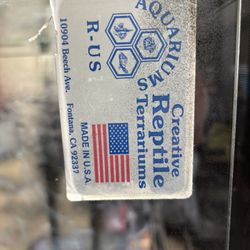 AQUARIUMS
R-US
Creative
Reptile
Terrariums
MADE IN U.S.A.
10904 Beech Ave.
Fontana, CA 92337